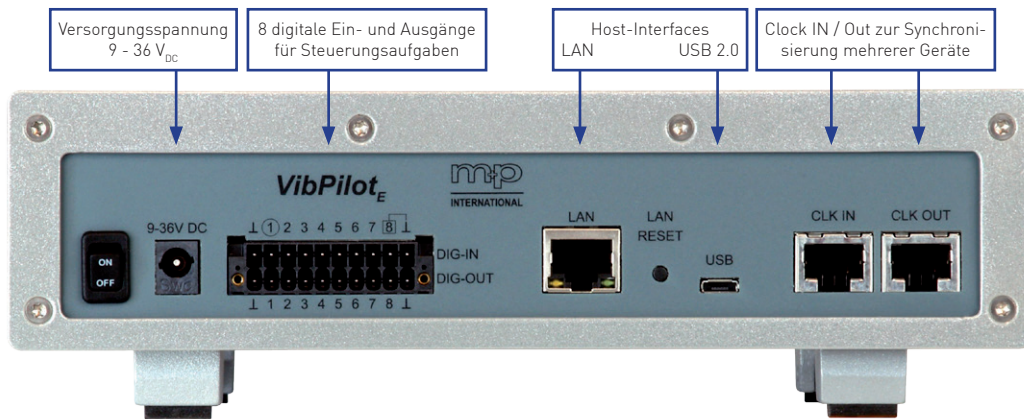 Versorgungsspannung
9 - 36 VDC
8 digitale Ein- und Ausgänge
für Steuerungsaufgaben
Host-Interfaces
LAN USB 2.0
Clock IN / Out zur Synchroni-
sierung mehrerer Geräte
VibPilotE
m+p
INTERNATIONAL
ON
OFF
9-36V DC
⊥ 1 2 3 4 5 6 7 8 ⊥
DIG-IN
DIG-OUT
⊥ 1 2 3 4 5 6 7 8 ⊥
LAN
LAN
RESET
USB
CLK IN
CLK OUT